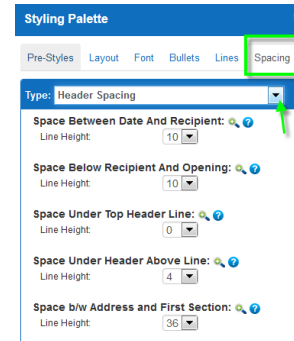 Styling Palette
Pre-Styles Layout Font Bullets Lines Spacing
Type: Header Spacing
Space Between Date And Recipient:
Line Height: 10
Space Below Recipient And Opening:
Line Height: 10
Space Under Top Header Line:
Line Height: 0
Space Under Header Above Line:
Line Height: 4
Space b/w Address and First Section:
Line Height: 36